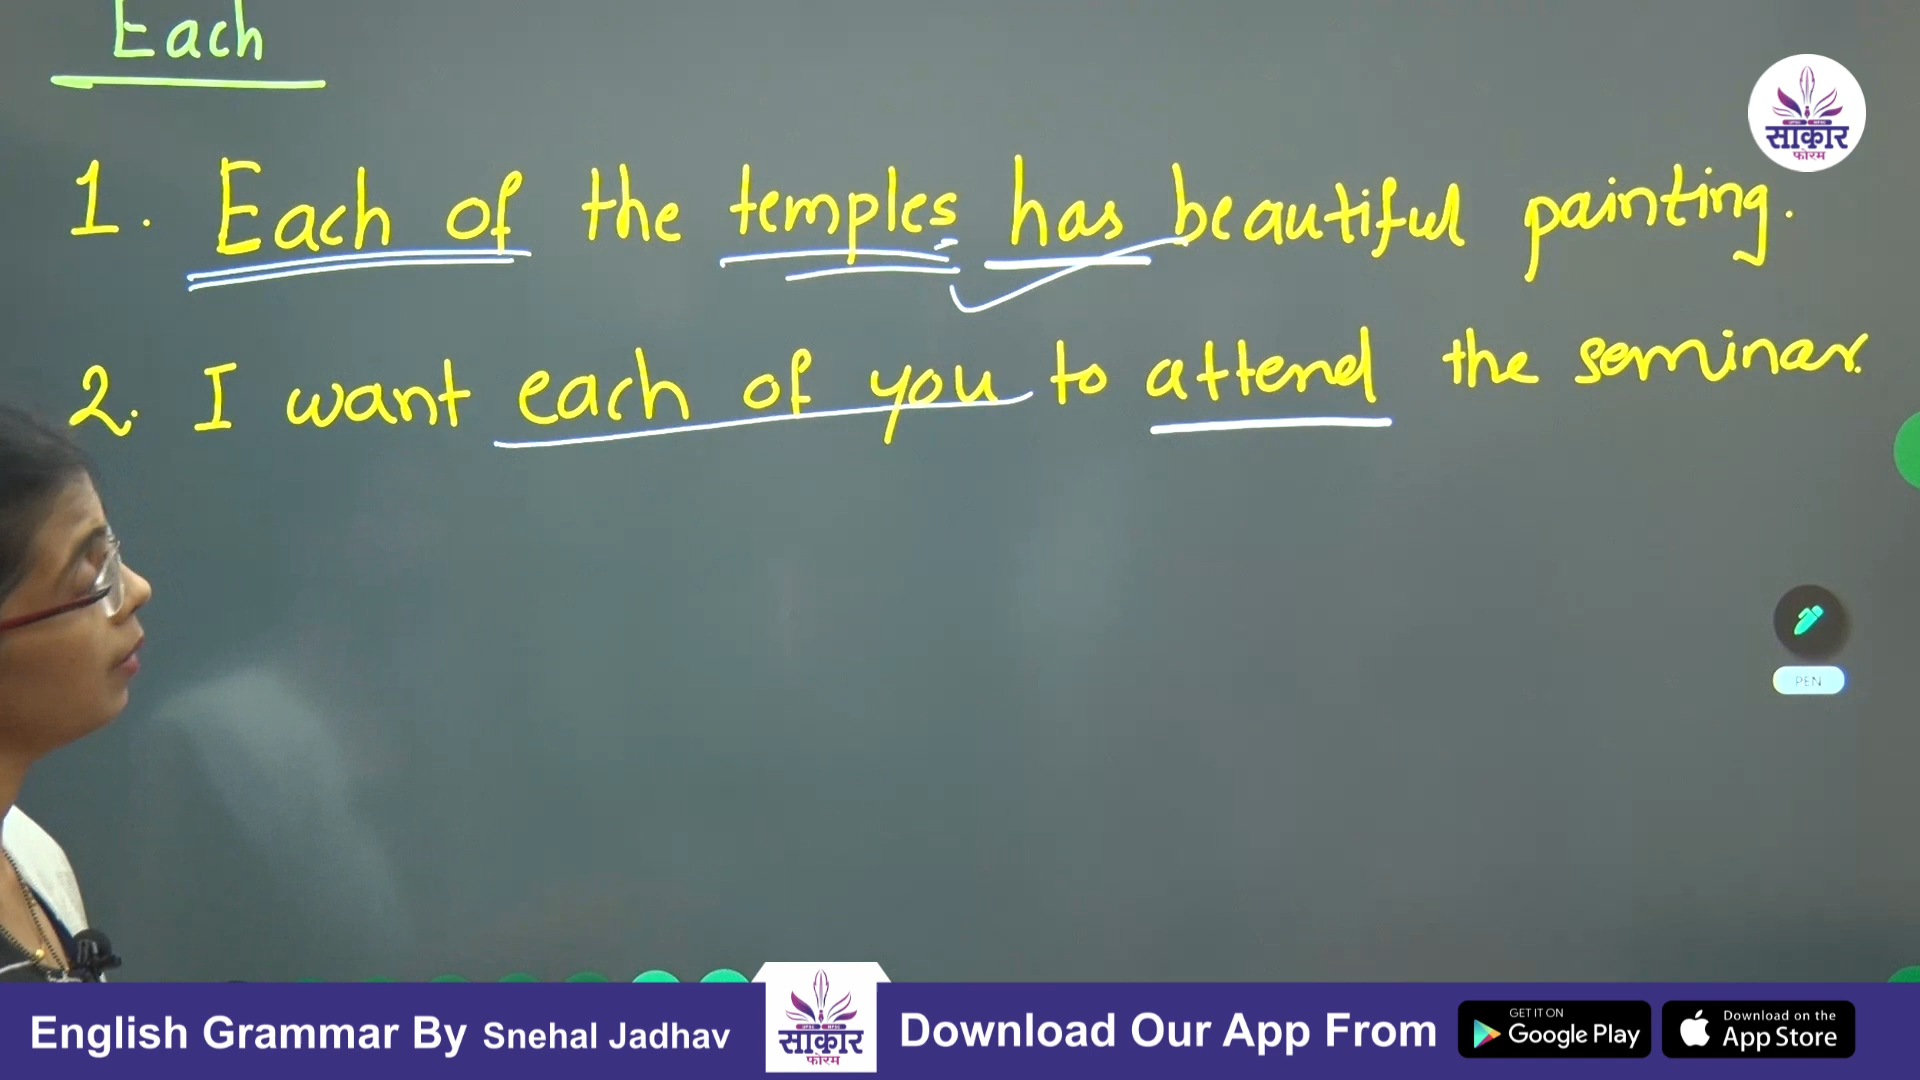 Each
साकार
फोरम
1. Each of the temples has beautiful painting.
2. I want each of you to attend the seminar.
PEN
English Grammar By Snehal Jadhav
साकार
फोरम
Download Our App From
GET IT ON
Google Play
Download on the
App Store